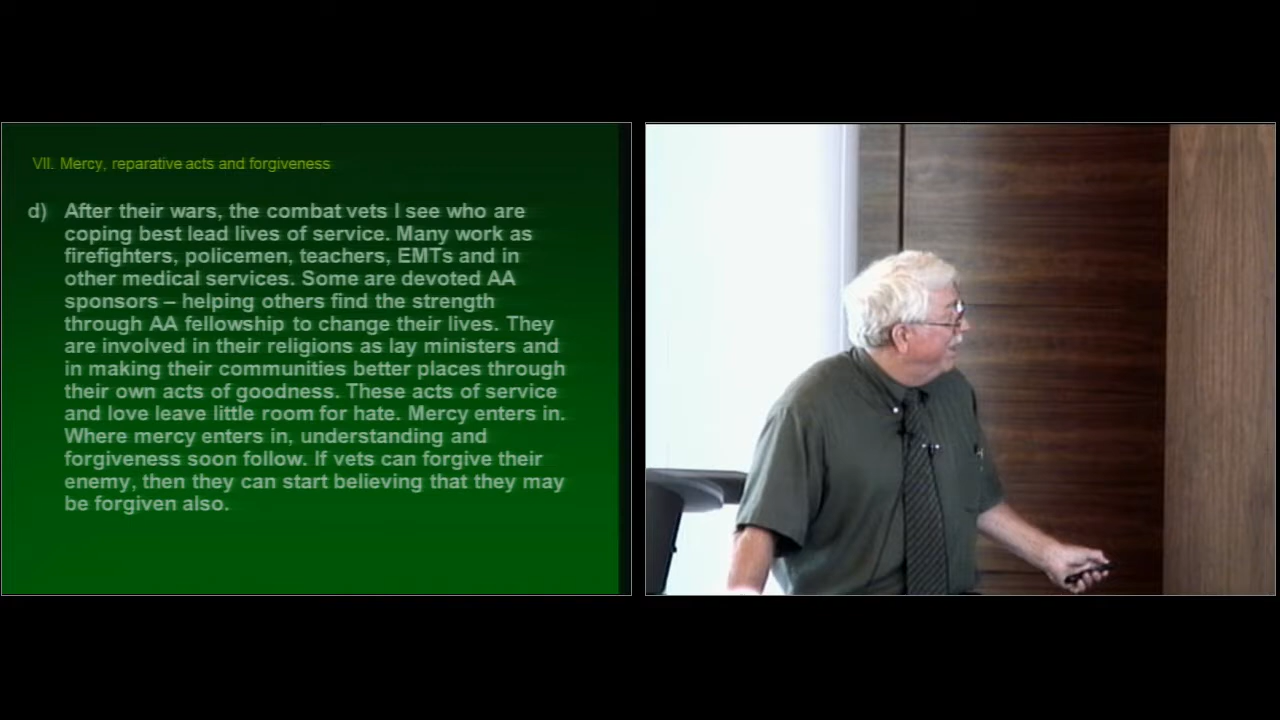 VII. Mercy, reparative acts and forgiveness
d) After their wars, the combat vets I see who are
coping best lead lives of service. Many work as
firefighters, policemen, teachers, EMTs and in
other medical services. Some are devoted AA
sponsors – helping others find the strength
through AA fellowship to change their lives. They
are involved in their religions as lay ministers and
in making their communities better places through
their own acts of goodness. These acts of service
and love leave little room for hate. Mercy enters in.
Where mercy enters in, understanding and
forgiveness soon follow. If vets can forgive their
enemy, then they can start believing that they may
be forgiven also.